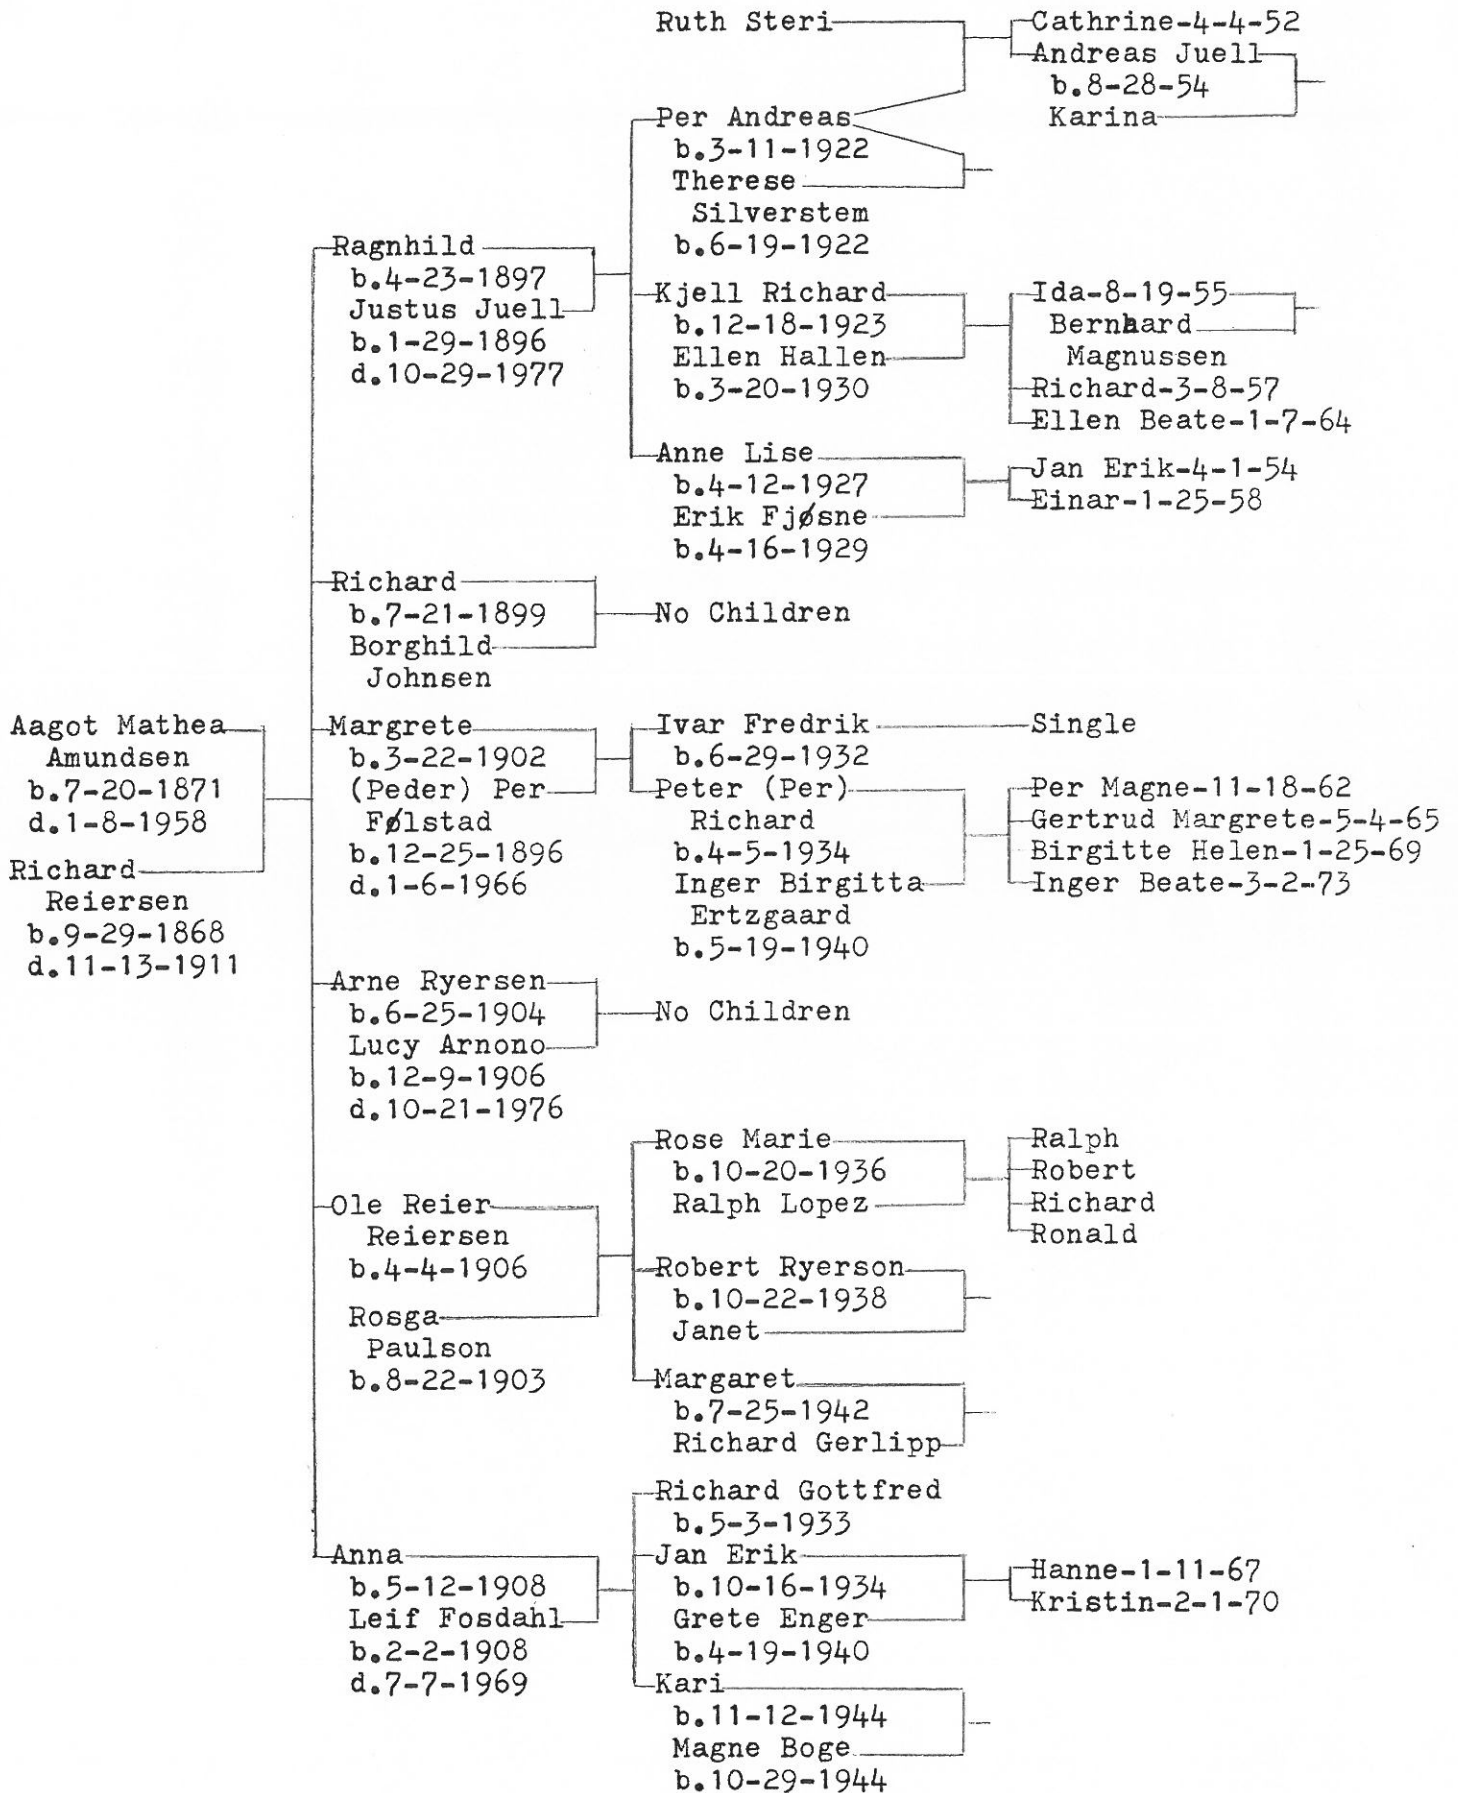 Aagot Mathea
Amundsen
b.7-20-1871
d.1-8-1958
Richard
Reiersen
b.9-29-1868
d.11-13-1911
Ragnhild
b.4-23-1897
Justus Juell
b.1-29-1896
d.10-29-1977
Richard
b.7-21-1899
Borghild
Johnsen
Margrete
b.3-22-1902
(Peder) Per
Følstad
b.12-25-1896
d.1-6-1966
Arne Ryersen
b.6-25-1904
Lucy Arnono
b.12-9-1906
d.10-21-1976
Ole Reier
Reiersen
b.4-4-1906
Rosga
Paulson
b.8-22-1903
Anna
b.5-12-1908
Leif Fosdahl
b.2-2-1908
d.7-7-1969
Ruth Steri
Per Andreas
b.3-11-1922
Therese
Silverstem
b.6-19-1922
Kjell Richard
b.12-18-1923
Ellen Hallen
b.3-20-1930
Anne Lise
b.4-12-1927
Erik Fjøsne
b.4-16-1929
No Children
Ivar Fredrik
b.6-29-1932
Peter (Per)
Richard
b.4-5-1934
Inger Birgitta
Ertzgaard
b.5-19-1940
No Children
Rose Marie
b.10-20-1936
Ralph Lopez
Robert Ryerson
b.10-22-1938
Janet
Margaret
b.7-25-1942
Richard Gerlipp
Richard Gottfred
b.5-3-1933
Jan Erik
b.10-16-1934
Grete Enger
b.4-19-1940
Kari
b.11-12-1944
Magne Boge
b.10-29-1944
Cathrine-4-4-52
Andreas Juell
b.8-28-54
Karina
Ida-8-19-55
Bernhard
Magnussen
Richard-3-8-57
Ellen Beate-1-7-64
Jan Erik-4-1-54
Einar-1-25-58
Single
Per Magne-11-18-62
Gertrud Margrete-5-4-65
Birgitte Helen-1-25-69
Inger Beate-3-2-73
Ralph
Robert
Richard
Ronald
Hanne-1-11-67
Kristin-2-1-70